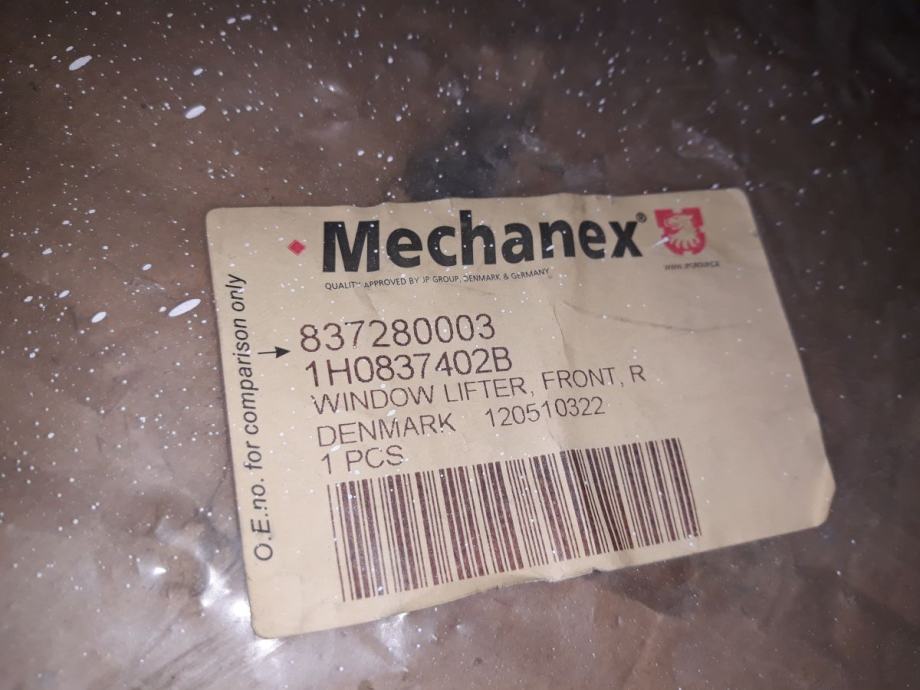 Mechanex®
QUALITY APPROVED BY JP GROUP, DENMARK & GERMANY
O.E.no. for comparison only
837280003
1H0837402B
WINDOW LIFTER, FRONT, R
DENMARK 120510322
1 PCS